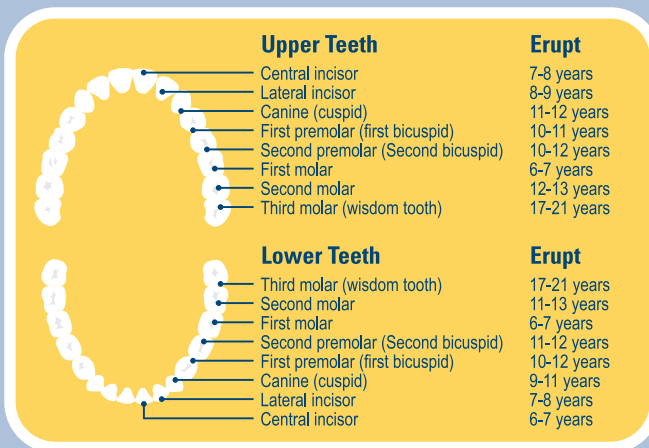 Upper Teeth Erupt
Central incisor 7-8 years
Lateral incisor 8-9 years
Canine (cuspid) 11-12 years
First premolar (first bicuspid) 10-11 years
Second premolar (Second bicuspid) 10-12 years
First molar 6-7 years
Second molar 12-13 years
Third molar (wisdom tooth) 17-21 years
Lower Teeth Erupt
Third molar (wisdom tooth) 17-21 years
Second molar 11-13 years
First molar 6-7 years
Second premolar (Second bicuspid) 11-12 years
First premolar (first bicuspid) 10-12 years
Canine (cuspid) 9-11 years
Lateral incisor 7-8 years
Central incisor 6-7 years